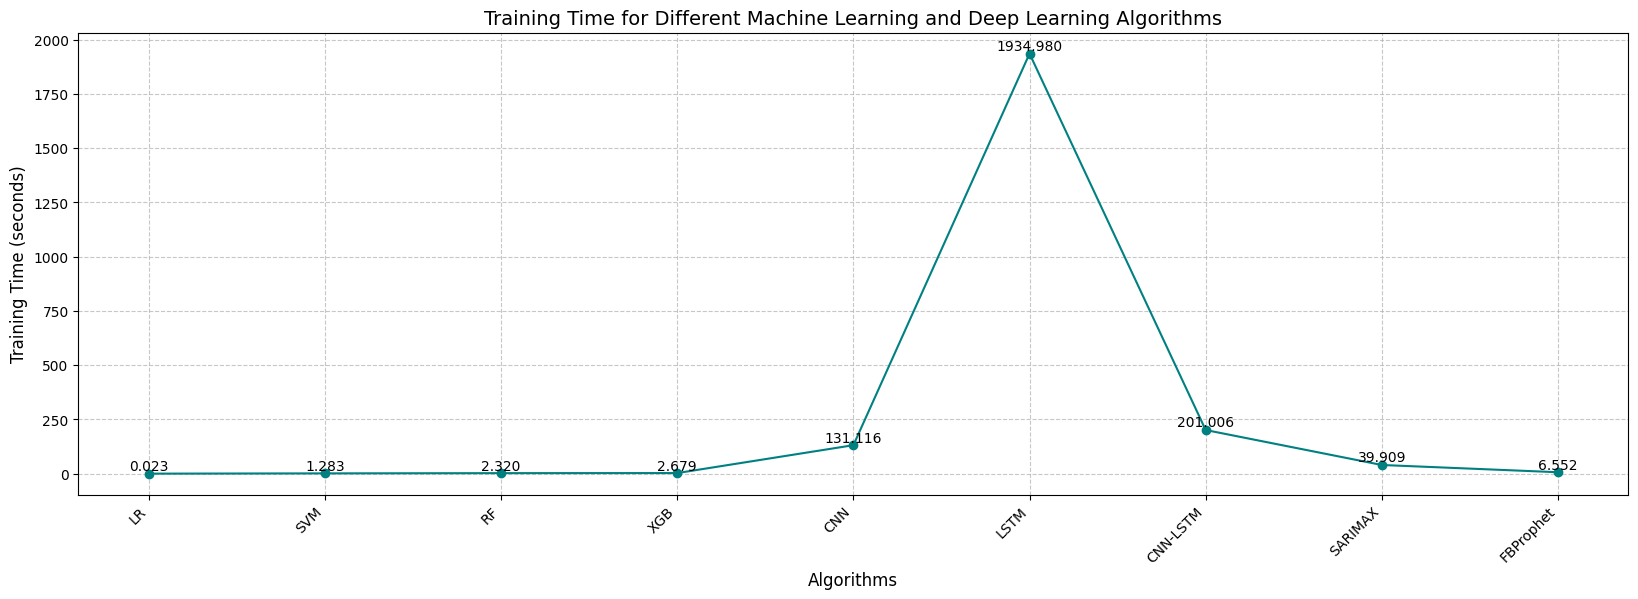 Training Time for Different Machine Learning and Deep Learning Algorithms
Training Time (seconds)
2000
1750
1500
1250
1000
750
500
250
0
0.023
1.283
2.320
2.679
131.116
1934.980
201.006
39.909
6.552
LR
SVM
RF
XGB
CNN
LSTM
CNN-LSTM
SARIMAX
FBProphet
Algorithms